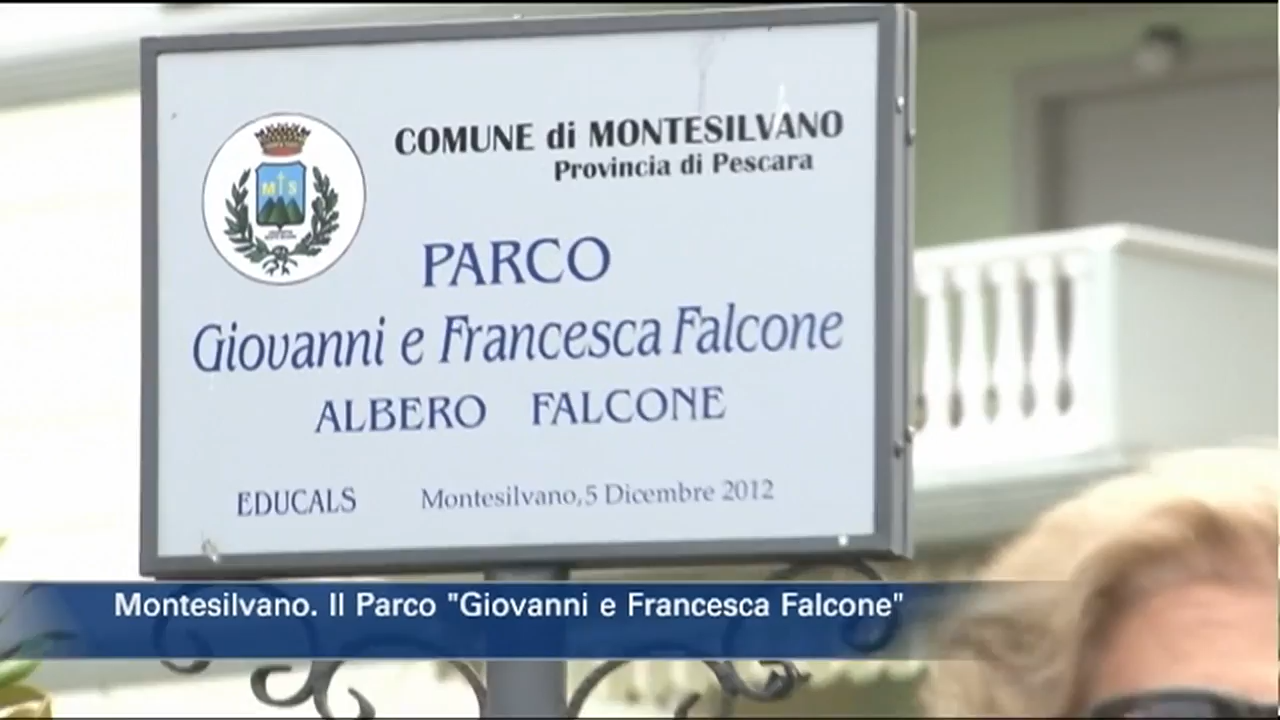 COMUNE di MONTESILVANO
Provincia di Pescara
M S
PARCO
Giovanni e Francesca Falcone
ALBERO FALCONE
EDUCALS Montesilvano, 5 Dicembre 2012
Montesilvano. Il Parco "Giovanni e Francesca Falcone"